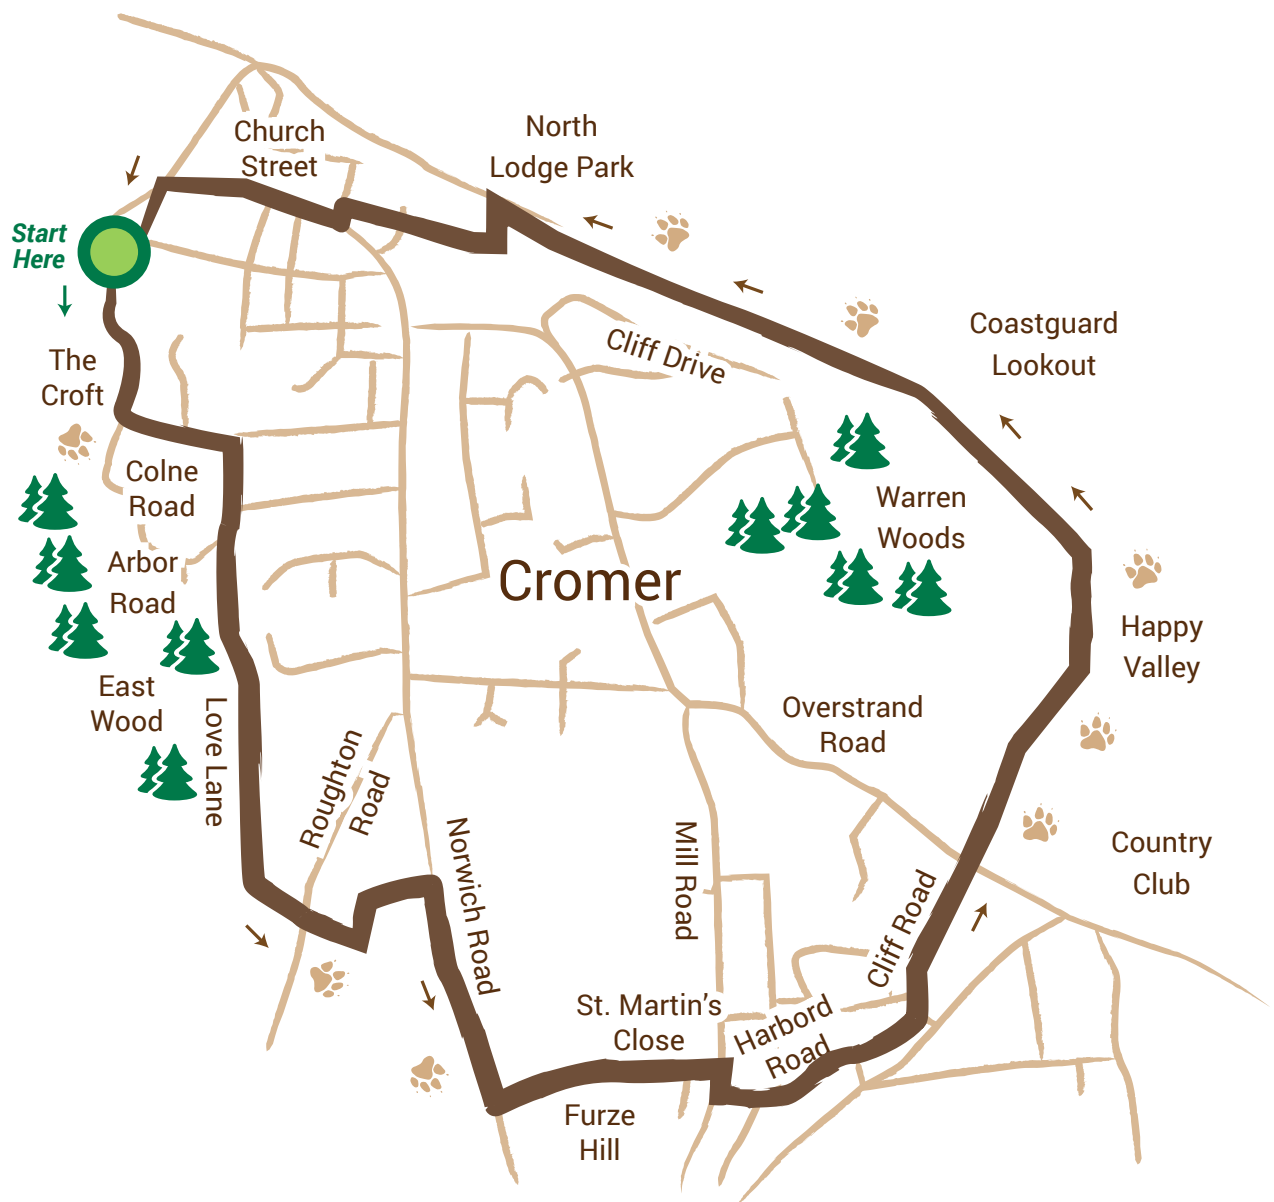 North
Lodge Park
Church
Street
Start
Here
Coastguard
Lookout
Cliff Drive
The
Croft
Colne
Road
Warren
Woods
Arbor
Road
Cromer
Happy
Valley
East
Wood
Love Lane
Overstrand
Road
Roughton
Road
Norwich Road
Mill Road
Country
Club
Cliff Road
St. Martin's
Close
Harbord
Road
Furze
Hill